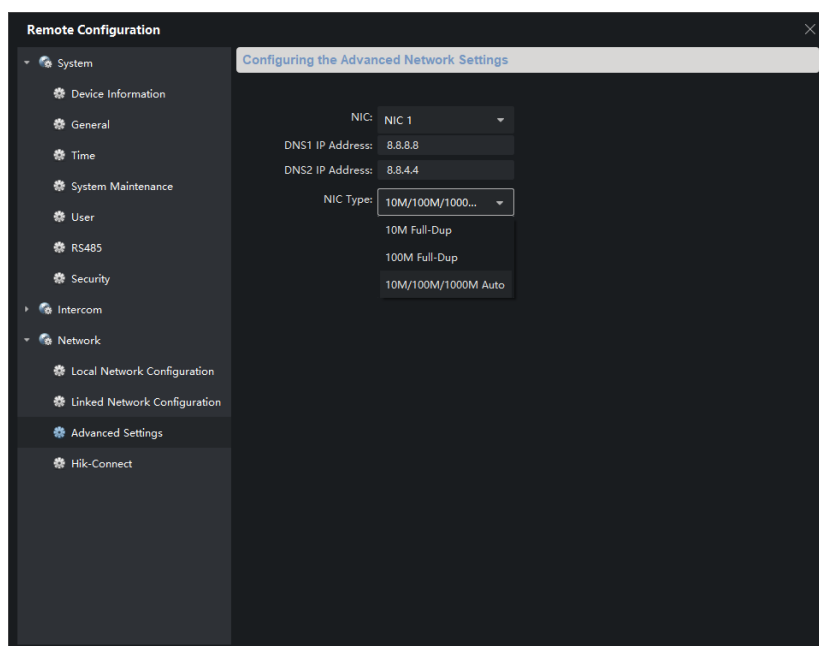 Remote Configuration
System
Device Information
General
Time
System Maintenance
User
RS485
Security
Intercom
Network
Local Network Configuration
Linked Network Configuration
Advanced Settings
Hik-Connect
Configuring the Advanced Network Settings
NIC: NIC 1
DNS1 IP Address: 8.8.8.8
DNS2 IP Address: 8.8.4.4
NIC Type: 10M/100M/1000...
10M Full-Dup
100M Full-Dup
10M/100M/1000M Auto